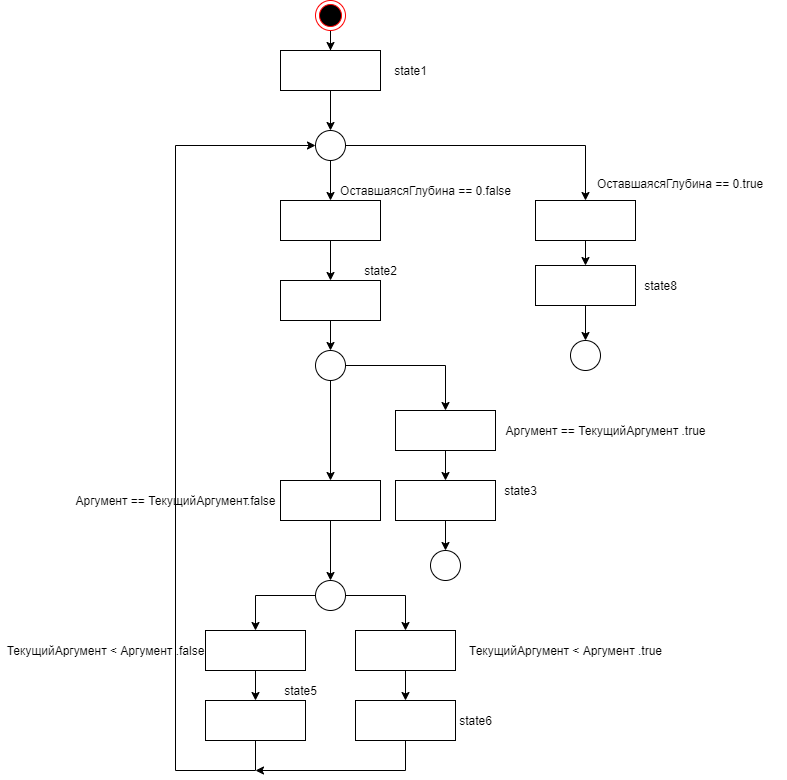 state1
ОставшаясяГлубина == 0.false
ОставшаясяГлубина == 0.true
state2
state8
Аргумент == ТекущийАргумент .true
Аргумент == ТекущийАргумент.false
state3
ТекущийАргумент < Аргумент .false
ТекущийАргумент < Аргумент .true
state5
state6